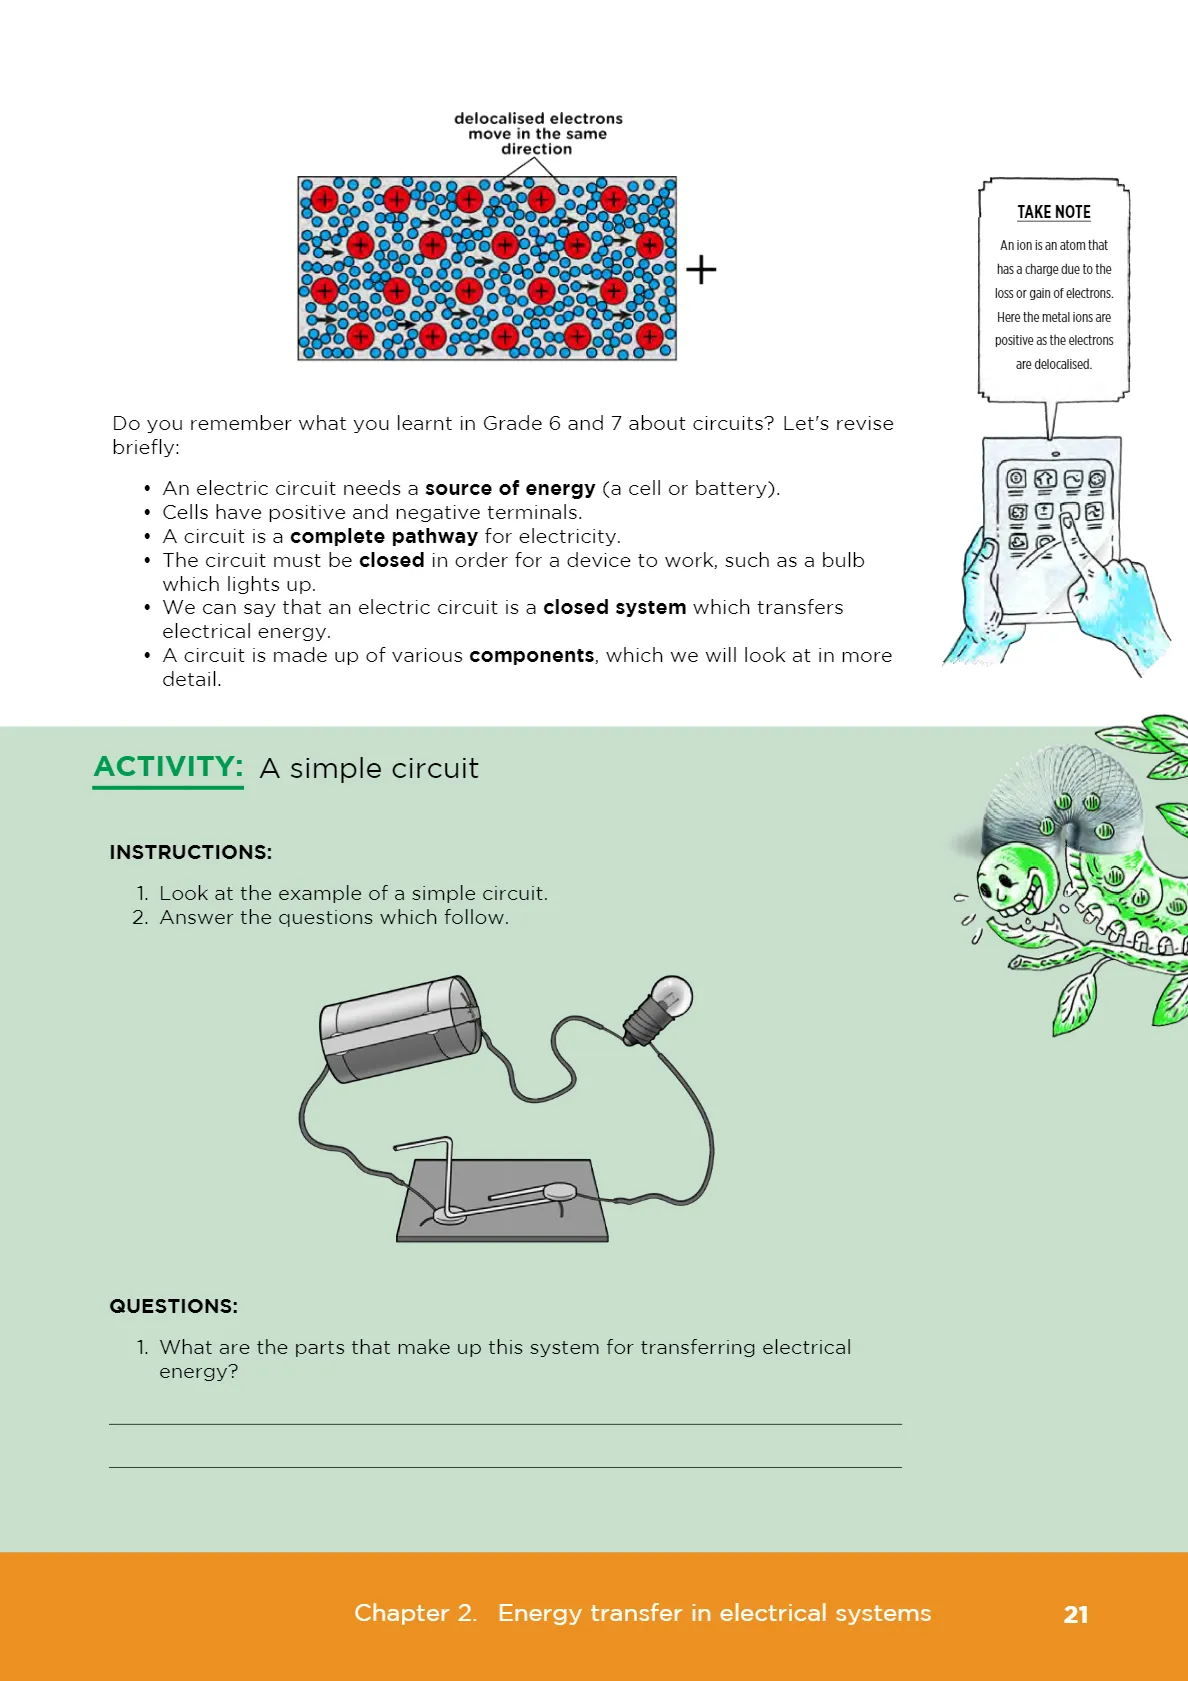 delocalised electrons
move in the same
direction
+
TAKE NOTE
An ion is an atom that
has a charge due to the
loss or gain of electrons.
Here the metal ions are
positive as the electrons
are delocalised.
Do you remember what you learnt in Grade 6 and 7 about circuits? Let's revise
briefly:
• An electric circuit needs a source of energy (a cell or battery).
• Cells have positive and negative terminals.
• A circuit is a complete pathway for electricity.
• The circuit must be closed in order for a device to work, such as a bulb
which lights up.
• We can say that an electric circuit is a closed system which transfers
electrical energy.
• A circuit is made up of various components, which we will look at in more
detail.
ACTIVITY: A simple circuit
INSTRUCTIONS:
1. Look at the example of a simple circuit.
2. Answer the questions which follow.
QUESTIONS:
1. What are the parts that make up this system for transferring electrical
energy?
Chapter 2. Energy transfer in electrical systems 21